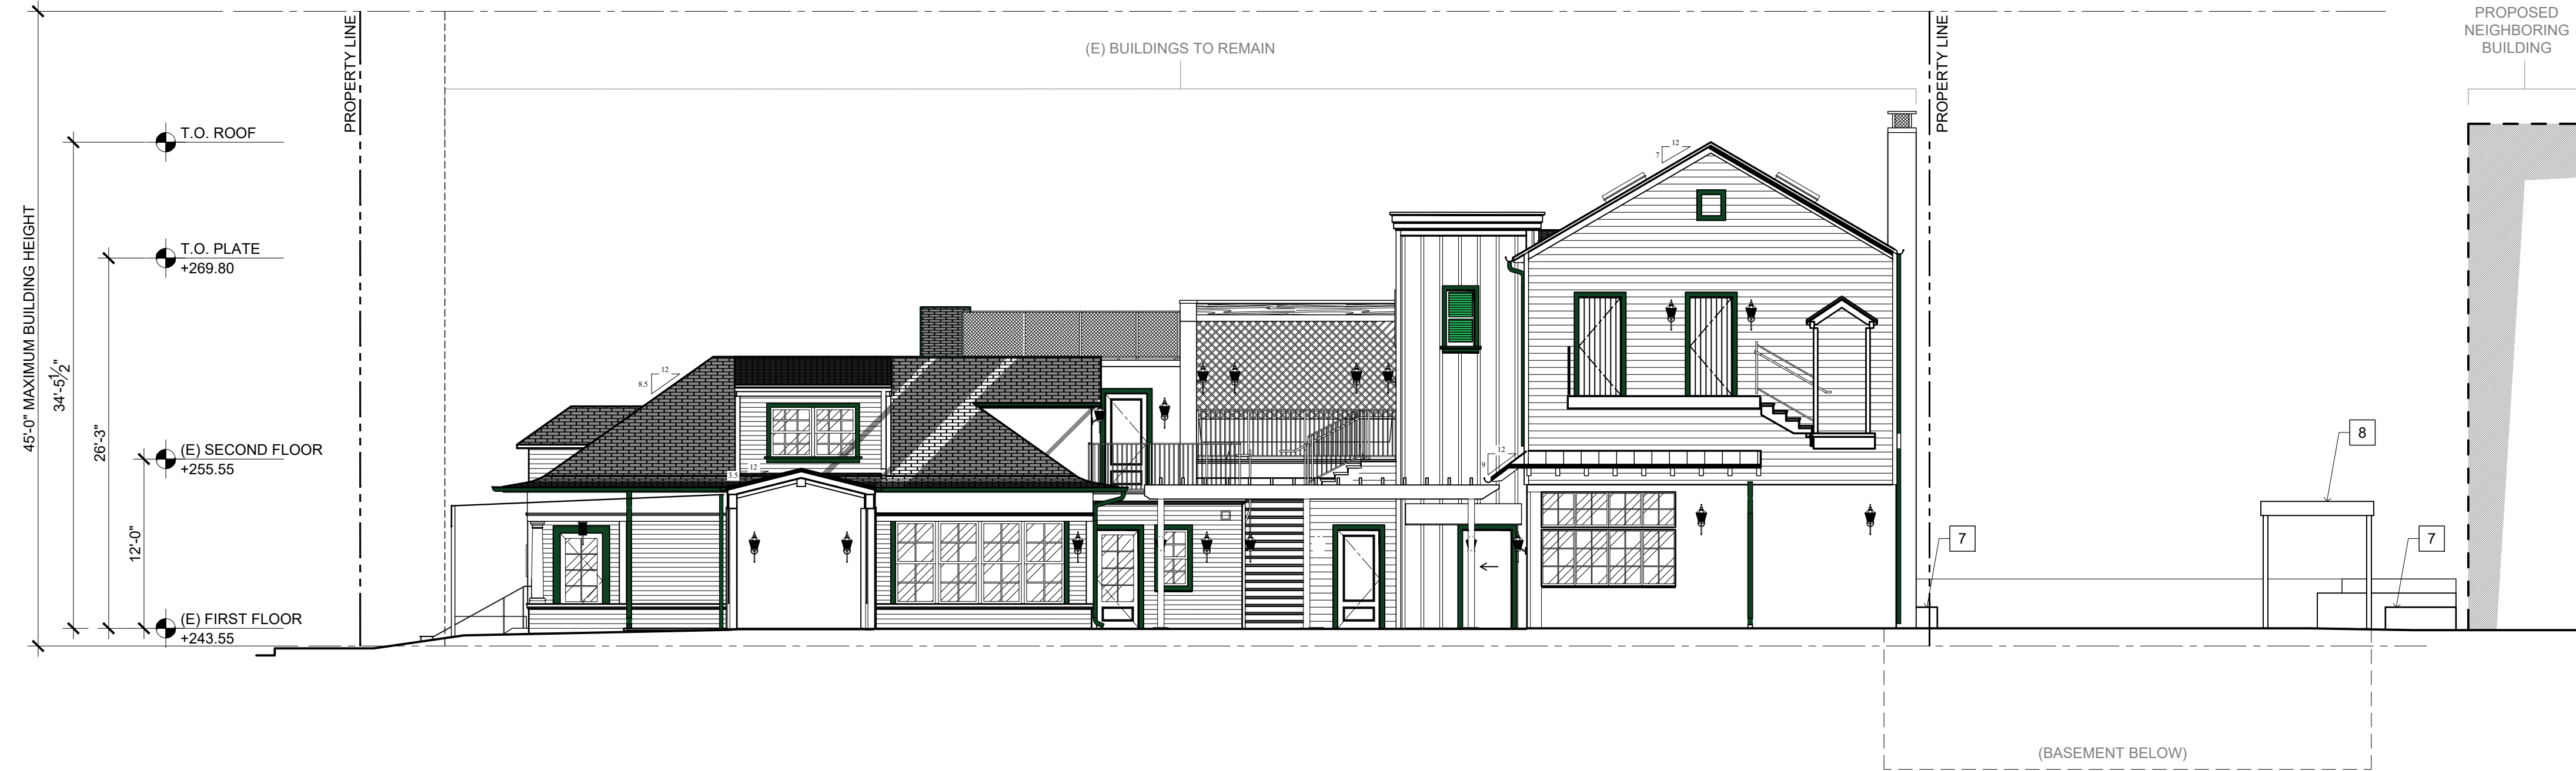 PROPOSED
NEIGHBORING
BUILDING
(E) BUILDINGS TO REMAIN
PROPERTY LINE
PROPERTY LINE
45'-0" MAXIMUM BUILDING HEIGHT
34'-5½"
26'-3"
12'-0"
T.O. ROOF
T.O. PLATE
+269.80
(E) SECOND FLOOR
+255.55
(E) FIRST FLOOR
+243.55
12
7
12
8.5
12
3.5
12
9
8
7
7
(BASEMENT BELOW)